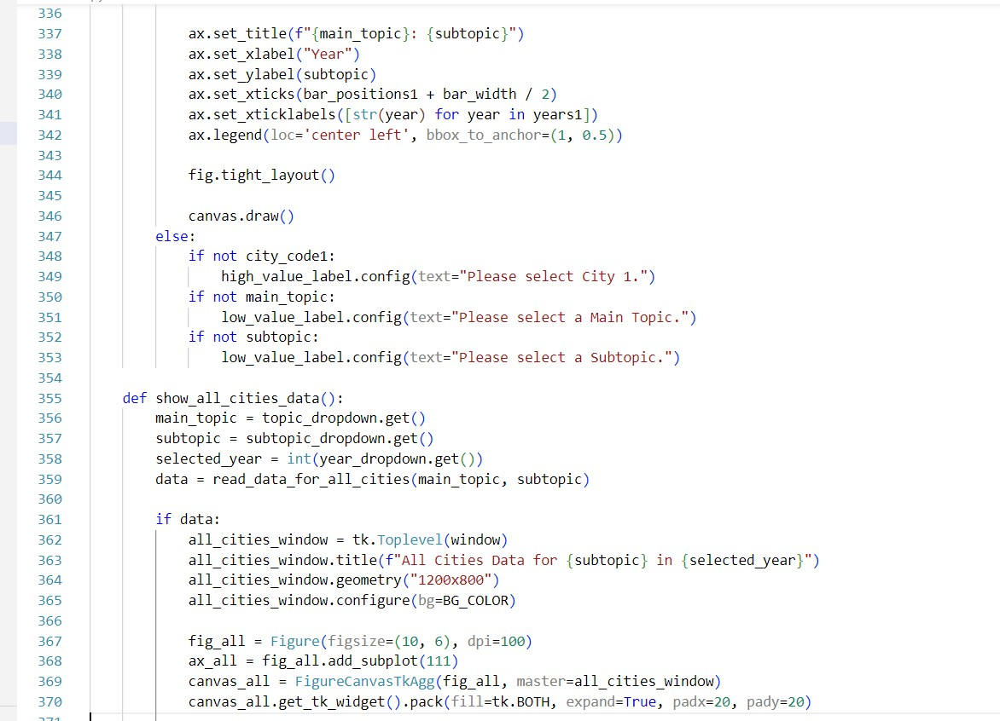 336
337 ax.set_title(f"{main_topic}: {subtopic}")
338 ax.set_xlabel("Year")
339 ax.set_ylabel(subtopic)
340 ax.set_xticks(bar_positions1 + bar_width / 2)
341 ax.set_xticklabels([str(year) for year in years1])
342 ax.legend(loc='center left', bbox_to_anchor=(1, 0.5))
343
344 fig.tight_layout()
345
346 canvas.draw()
347 else:
348 if not city_code1:
349 high_value_label.config(text="Please select City 1.")
350 if not main_topic:
351 low_value_label.config(text="Please select a Main Topic.")
352 if not subtopic:
353 low_value_label.config(text="Please select a Subtopic.")
354
355 def show_all_cities_data():
356 main_topic = topic_dropdown.get()
357 subtopic = subtopic_dropdown.get()
358 selected_year = int(year_dropdown.get())
359 data = read_data_for_all_cities(main_topic, subtopic)
360
361 if data:
362 all_cities_window = tk.Toplevel(window)
363 all_cities_window.title(f"All Cities Data for {subtopic} in {selected_year}")
364 all_cities_window.geometry("1200x800")
365 all_cities_window.configure(bg=BG_COLOR)
366
367 fig_all = Figure(figsize=(10, 6), dpi=100)
368 ax_all = fig_all.add_subplot(111)
369 canvas_all = FigureCanvasTkAgg(fig_all, master=all_cities_window)
370 canvas_all.get_tk_widget().pack(fill=tk.BOTH, expand=True, padx=20, pady=20)
371